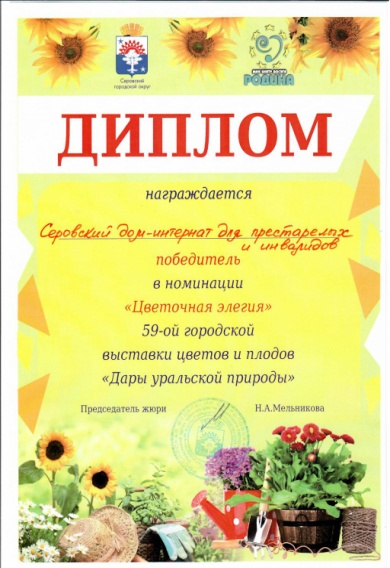 Серовский
городской округ
РОДИНА
ДИПЛОМ
награждается
Серовский дом-интернат для престарелых
и инвалидов
победитель
в номинации
«Цветочная элегия»
59-ой городской
выставки цветов и плодов
«Дары уральской природы»
Председатель жюри
Н.А.Мельникова